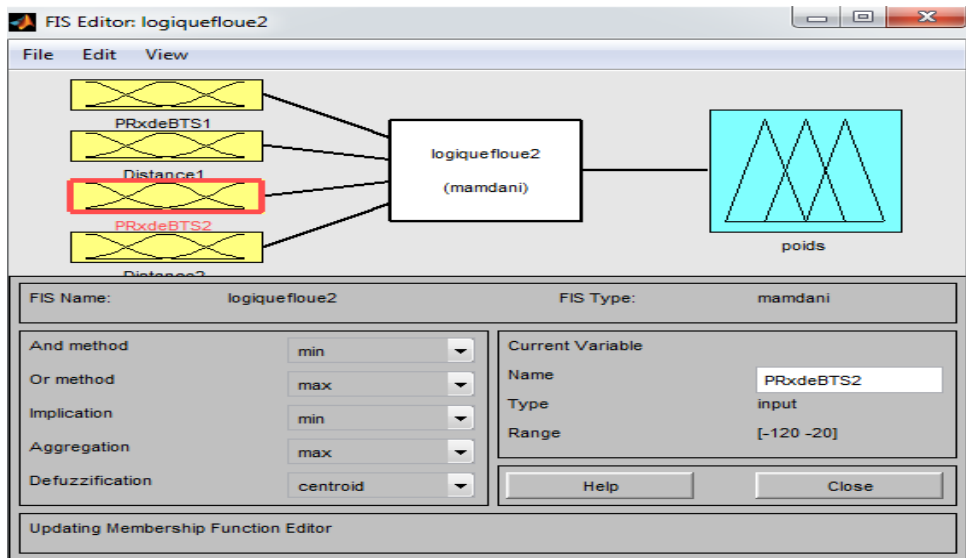 FIS Editor: logiquefloue2
File Edit View
PRxdeBTS1
Distance1
PRxdeBTS2
Distance2
logiquefloue2
(mamdani)
poids
FIS Name: logiquefloue2 FIS Type: mamdani
And method min
Or method max
Implication min
Aggregation max
Defuzzification centroid
Current Variable
Name PRxdeBTS2
Type input
Range [-120 -20]
Help Close
Updating Membership Function Editor